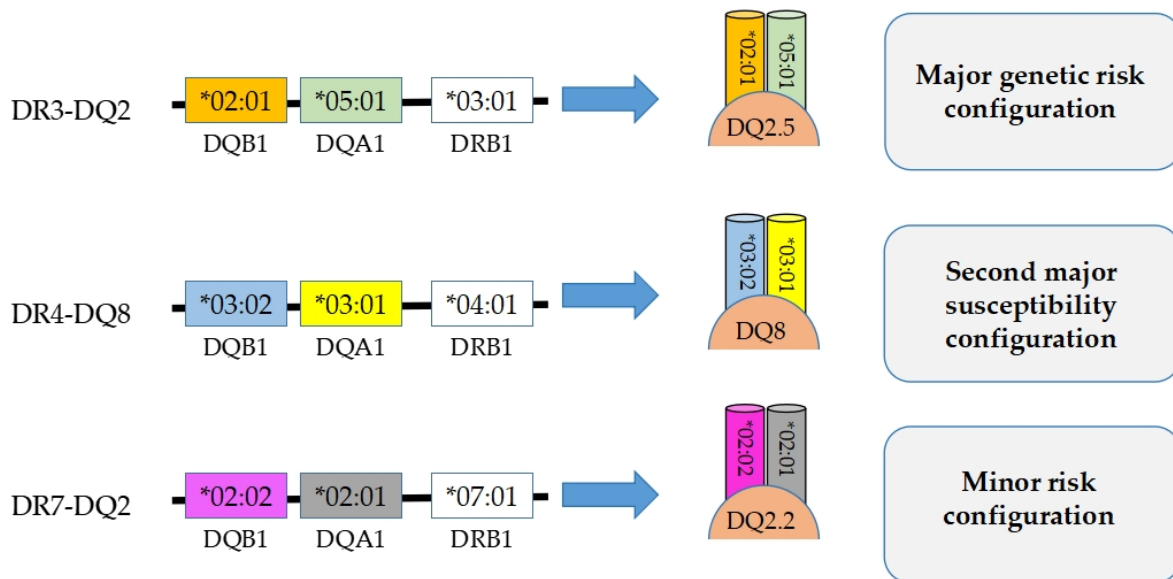 DR3-DQ2
*02:01 *05:01 *03:01
DQB1 DQA1 DRB1
*02:01 *05:01
DQ2.5
Major genetic risk
configuration
DR4-DQ8
*03:02 *03:01 *04:01
DQB1 DQA1 DRB1
*03:02 *03:01
DQ8
Second major
susceptibility
configuration
DR7-DQ2
*02:02 *02:01 *07:01
DQB1 DQA1 DRB1
*02:02 *02:01
DQ2.2
Minor risk
configuration